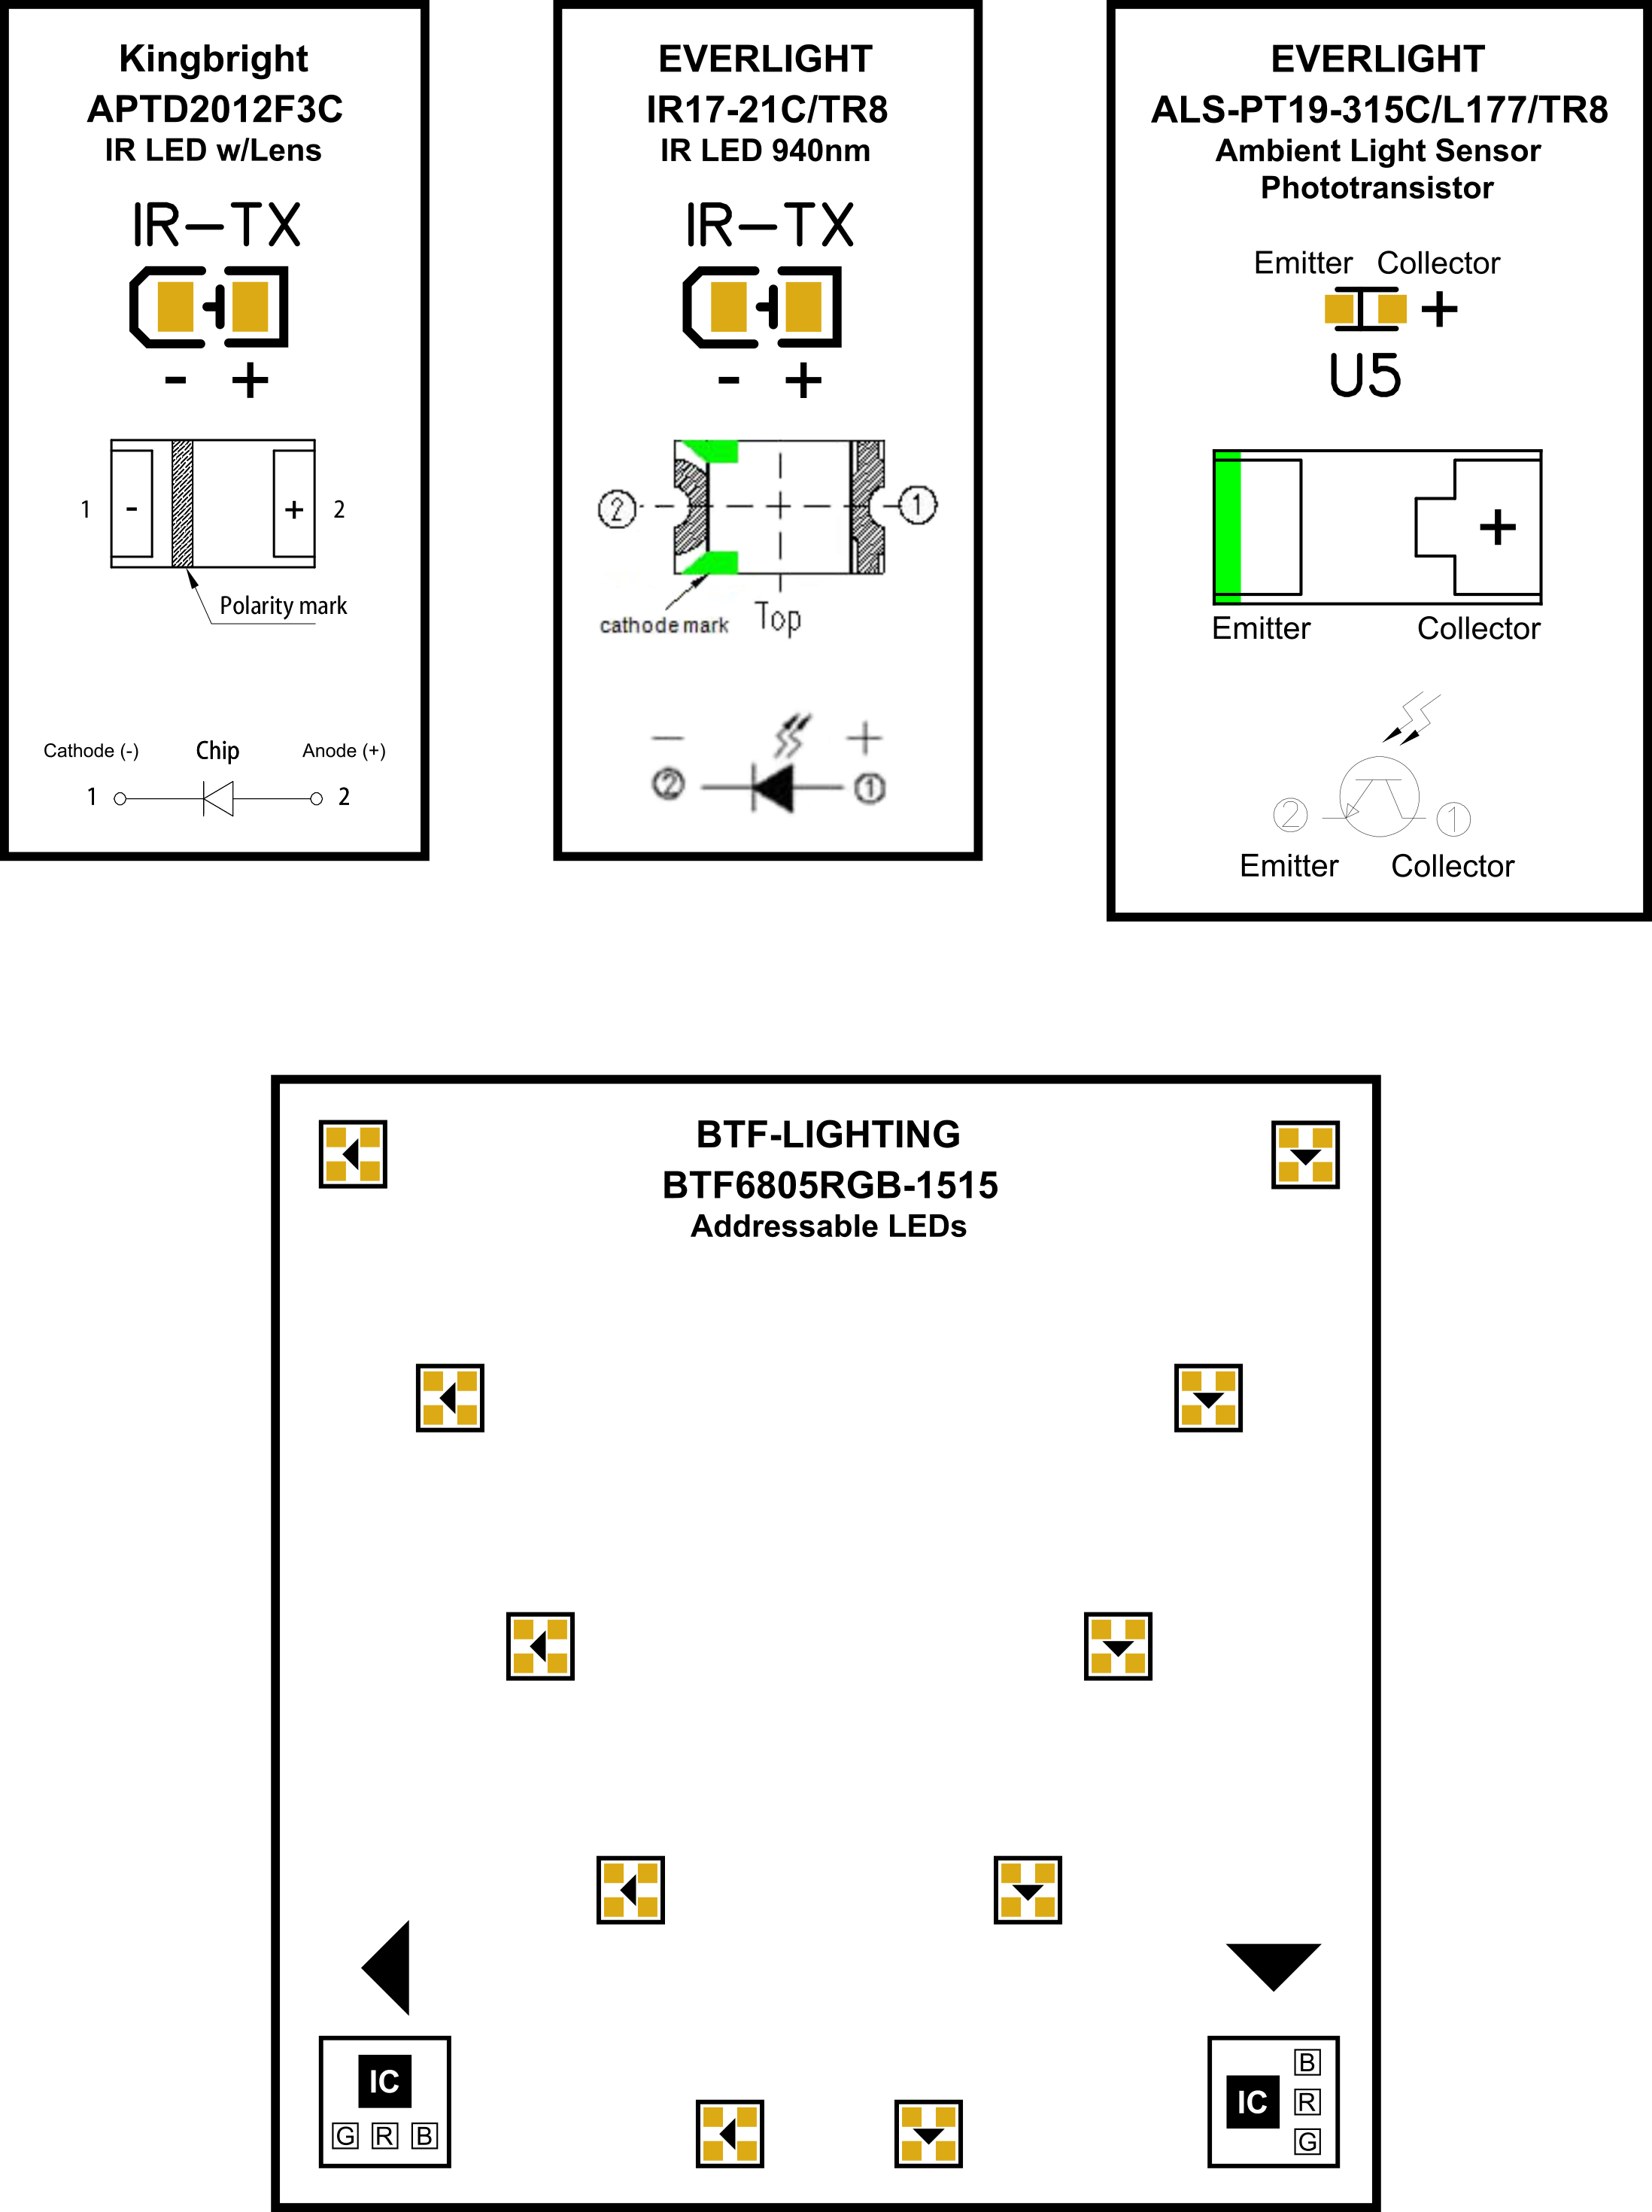 Kingbright
APTD2012F3C
IR LED w/Lens
IR-TX
- +
1 - + 2
Polarity mark
Cathode (-) Chip Anode (+)
1 2
EVERLIGHT
IR17-21C/TR8
IR LED 940nm
IR-TX
- +
2 1
cathode mark Top
- +
2 1
EVERLIGHT
ALS-PT19-315C/L177/TR8
Ambient Light Sensor
Phototransistor
Emitter Collector
+
U5
+
Emitter Collector
2 1
Emitter Collector
BTF-LIGHTING
BTF6805RGB-1515
Addressable LEDs
IC
G R B
B
IC R
G